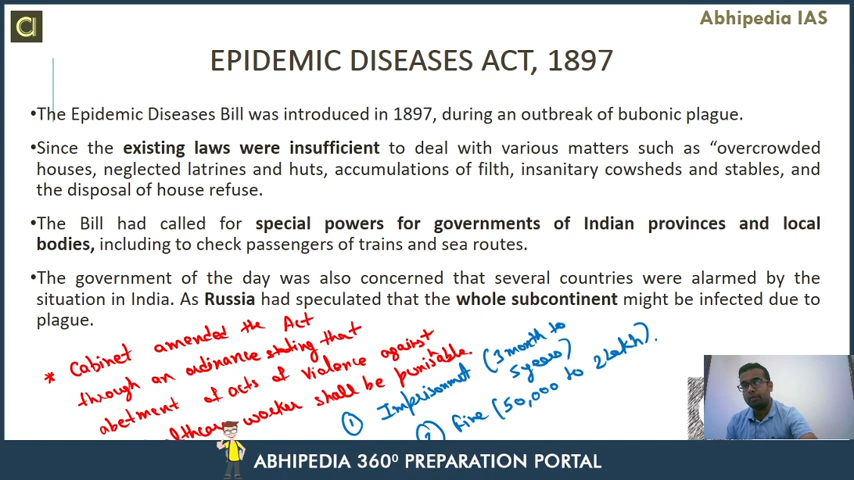 Abhipedia IAS
EPIDEMIC DISEASES ACT, 1897
•The Epidemic Diseases Bill was introduced in 1897, during an outbreak of bubonic plague.
•Since the existing laws were insufficient to deal with various matters such as “overcrowded
houses, neglected latrines and huts, accumulations of filth, insanitary cowsheds and stables, and
the disposal of house refuse.
•The Bill had called for special powers for governments of Indian provinces and local
bodies, including to check passengers of trains and sea routes.
•The government of the day was also concerned that several countries were alarmed by the
situation in India. As Russia had speculated that the whole subcontinent might be infected due to
plague.
* Cabinet amended the Act
through an ordinance stating that
abetment of acts of violence against
worker shall be punishable.
① Imprisonment (3 month to
5 years)
② Fine (50,000 to 2 Lakh).
ABHIPEDIA 360⁰ PREPARATION PORTAL